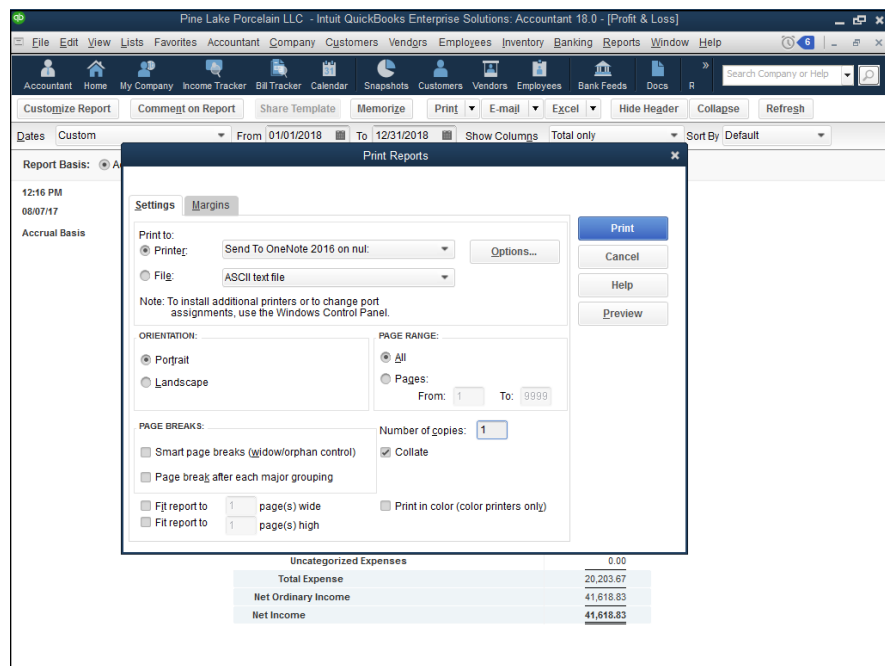 Pine Lake Porcelain LLC - Intuit QuickBooks Enterprise Solutions: Accountant 18.0 - [Profit & Loss]
File Edit View Lists Favorites Accountant Company Customers Vendors Employees Inventory Banking Reports Window Help 6
Accountant Home My Company Income Tracker Bill Tracker Calendar Snapshots Customers Vendors Employees Bank Feeds Docs R » Search Company or Help
Customize Report Comment on Report Share Template Memorize Print E-mail Excel Hide Header Collapse Refresh
Dates Custom From 01/01/2018 To 12/31/2018 Show Columns Total only Sort By Default
Print Reports
Report Basis: A
12:16 PM
08/07/17
Accrual Basis
Settings Margins
Print to:
Printer: Send To OneNote 2016 on nul: Options...
File: ASCII text file
Note: To install additional printers or to change port
assignments, use the Windows Control Panel.
Print
Cancel
Help
Preview
ORIENTATION:
Portrait
Landscape
PAGE RANGE:
All
Pages:
From: 1 To: 9999
PAGE BREAKS:
Smart page breaks (widow/orphan control)
Page break after each major grouping
Number of copies: 1
Collate
Fit report to 1 page(s) wide
Fit report to 1 page(s) high
Print in color (color printers only)
Uncategorized Expenses 0.00
Total Expense 20,203.67
Net Ordinary Income 41,618.83
Net Income 41,618.83